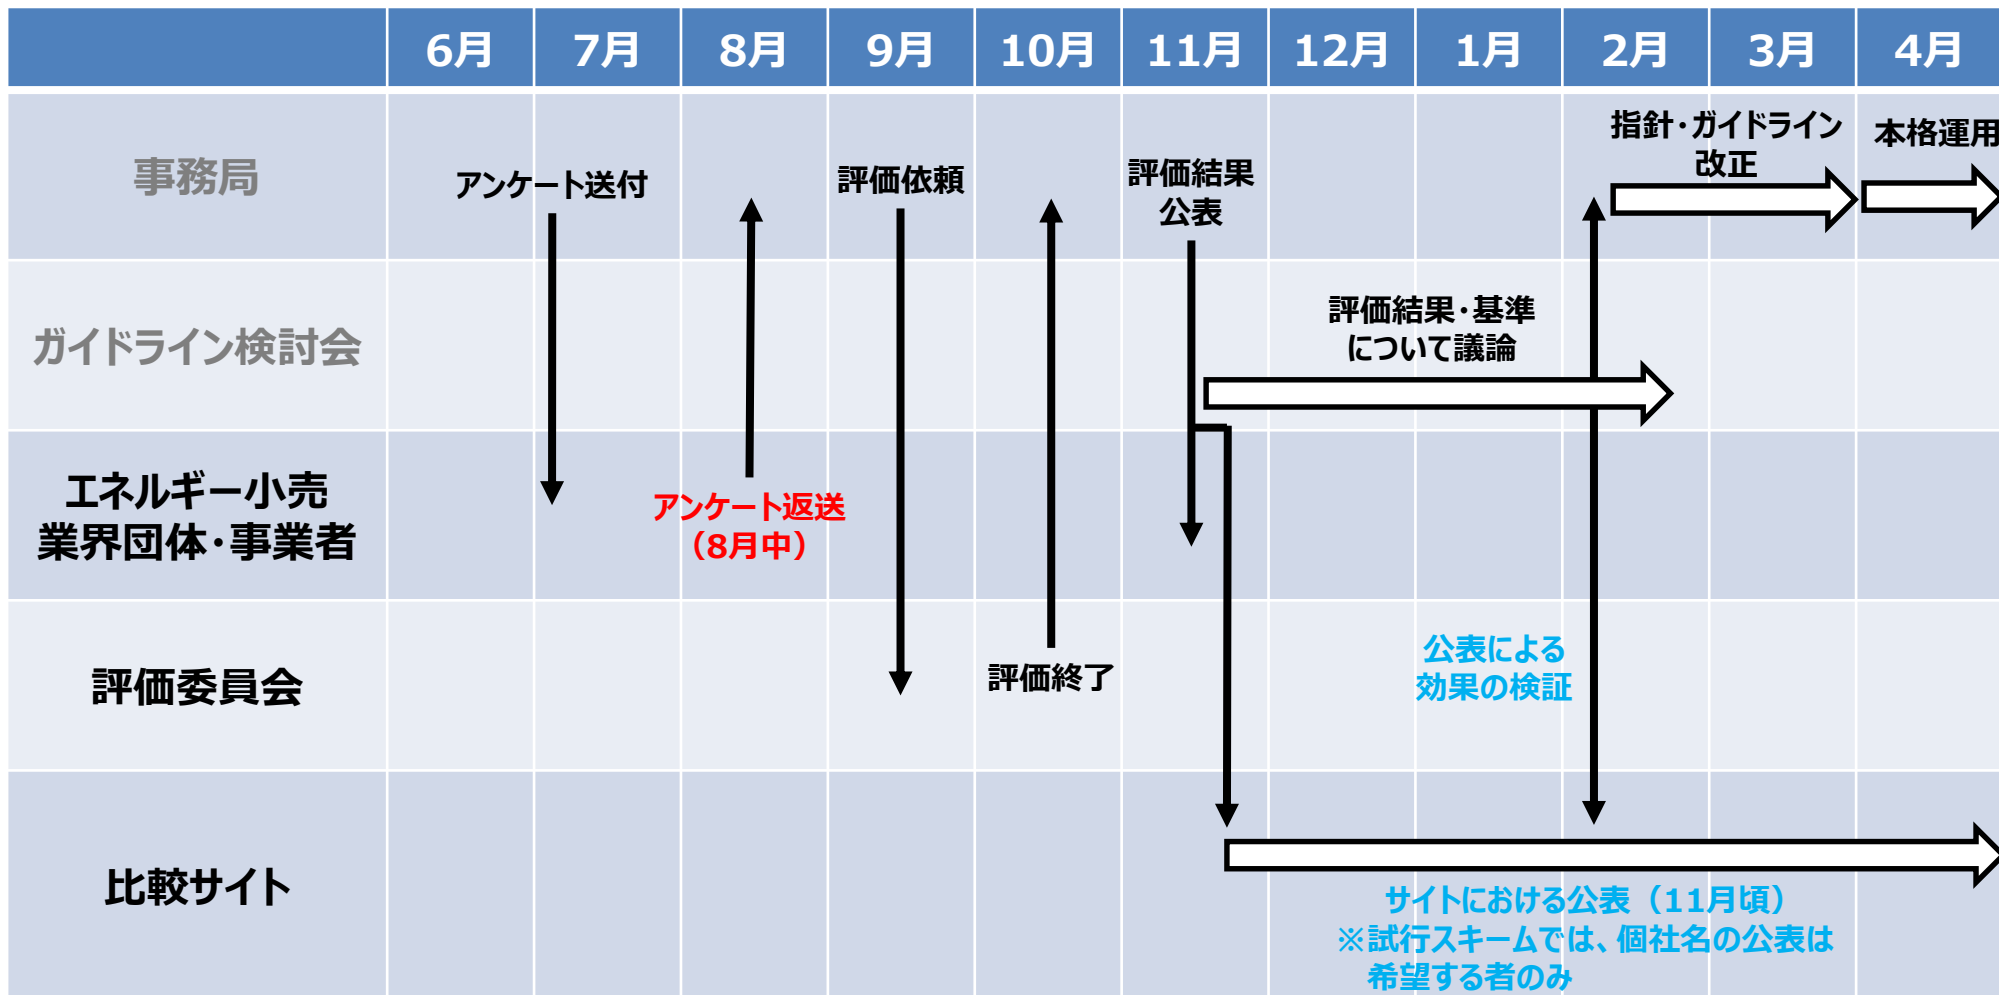 6月 7月 8月 9月 10月 11月 12月 1月 2月 3月 4月
事務局
アンケート送付
評価依頼
評価結果
公表
指針・ガイドライン
改正
本格運用
ガイドライン検討会
評価結果・基準
について議論
エネルギー小売
業界団体・事業者
アンケート返送
（8月中）
評価委員会
評価終了
公表による
効果の検証
比較サイト
サイトにおける公表（11月頃）
※試行スキームでは、個社名の公表は
希望する者のみ